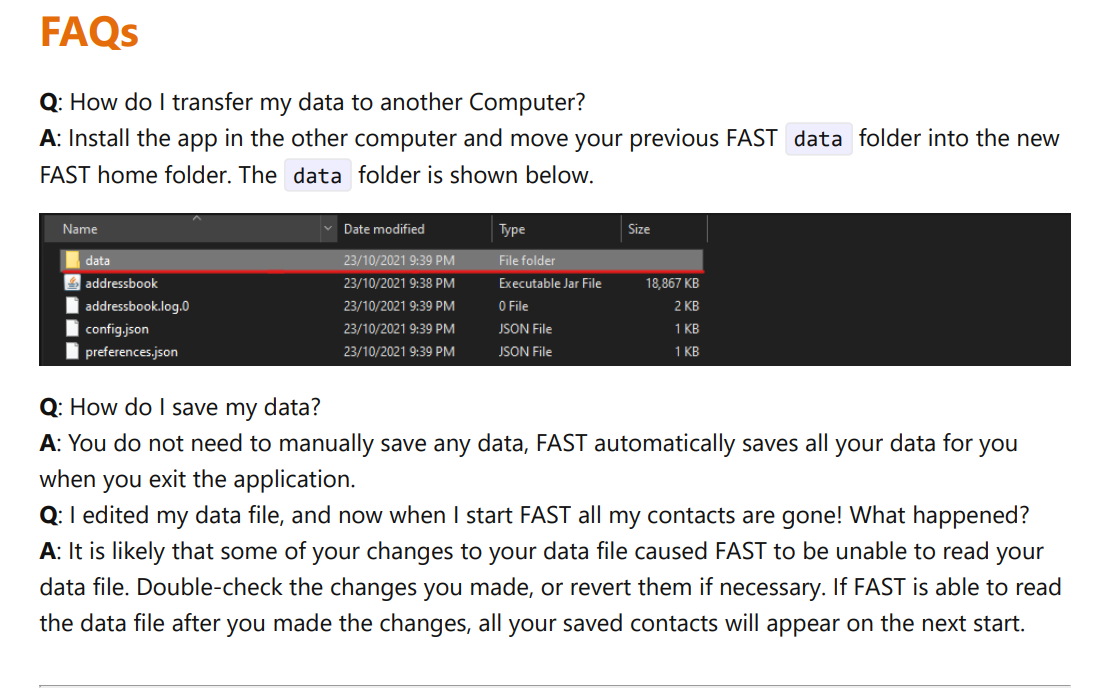 FAQs
Q: How do I transfer my data to another Computer?
A: Install the app in the other computer and move your previous FAST data folder into the new
FAST home folder. The data folder is shown below.
Name Date modified Type Size
data 23/10/2021 9:39 PM File folder
addressbook 23/10/2021 9:38 PM Executable Jar File 18,867 KB
addressbook.log.0 23/10/2021 9:39 PM 0 File 2 KB
config.json 23/10/2021 9:39 PM JSON File 1 KB
preferences.json 23/10/2021 9:39 PM JSON File 1 KB
Q: How do I save my data?
A: You do not need to manually save any data, FAST automatically saves all your data for you
when you exit the application.
Q: I edited my data file, and now when I start FAST all my contacts are gone! What happened?
A: It is likely that some of your changes to your data file caused FAST to be unable to read your
data file. Double-check the changes you made, or revert them if necessary. If FAST is able to read
the data file after you made the changes, all your saved contacts will appear on the next start.